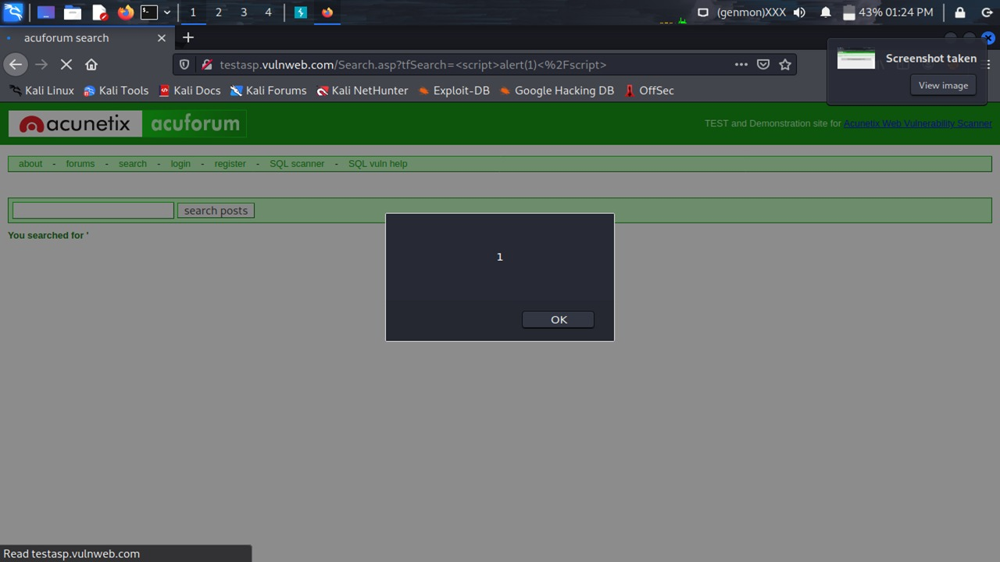 1 2 3 4 (genmon)XXX 43% 01:24 PM
acuforum search
testasp.vulnweb.com/Search.asp?tfSearch=<script>alert(1)<%2Fscript>
Screenshot taken
View image
Kali Linux Kali Tools Kali Docs Kali Forums Kali NetHunter Exploit-DB Google Hacking DB OffSec
acunetix acuforum TEST and Demonstration site for Acunetix Web Vulnerability Scanner
about - forums - search - login - register - SQL scanner - SQL vuln help
search posts
You searched for '
1
OK
Read testasp.vulnweb.com